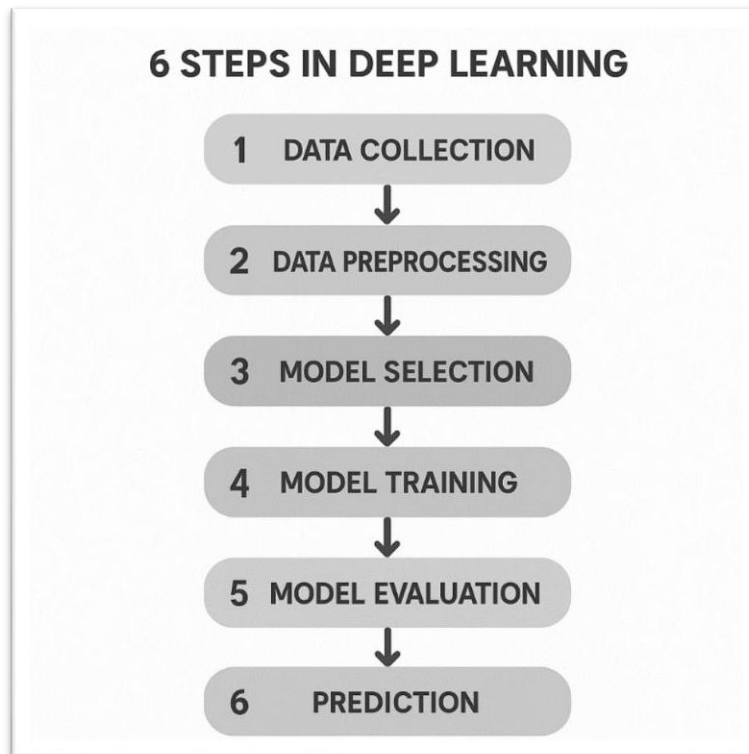 6 STEPS IN DEEP LEARNING
1 DATA COLLECTION
2 DATA PREPROCESSING
3 MODEL SELECTION
4 MODEL TRAINING
5 MODEL EVALUATION
6 PREDICTION